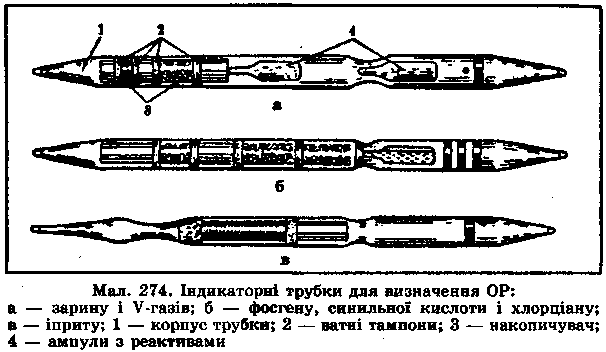 1
2
4
3
а
б
в
Мал. 274. Індикаторні трубки для визначення ОР:
а — зарину і V-газів; б — фосгену, синильної кислоти і хлорціану;
в — іприту; 1 — корпус трубки; 2 — ватні тампони; 3 — накопичувач;
4 — ампули з реактивами